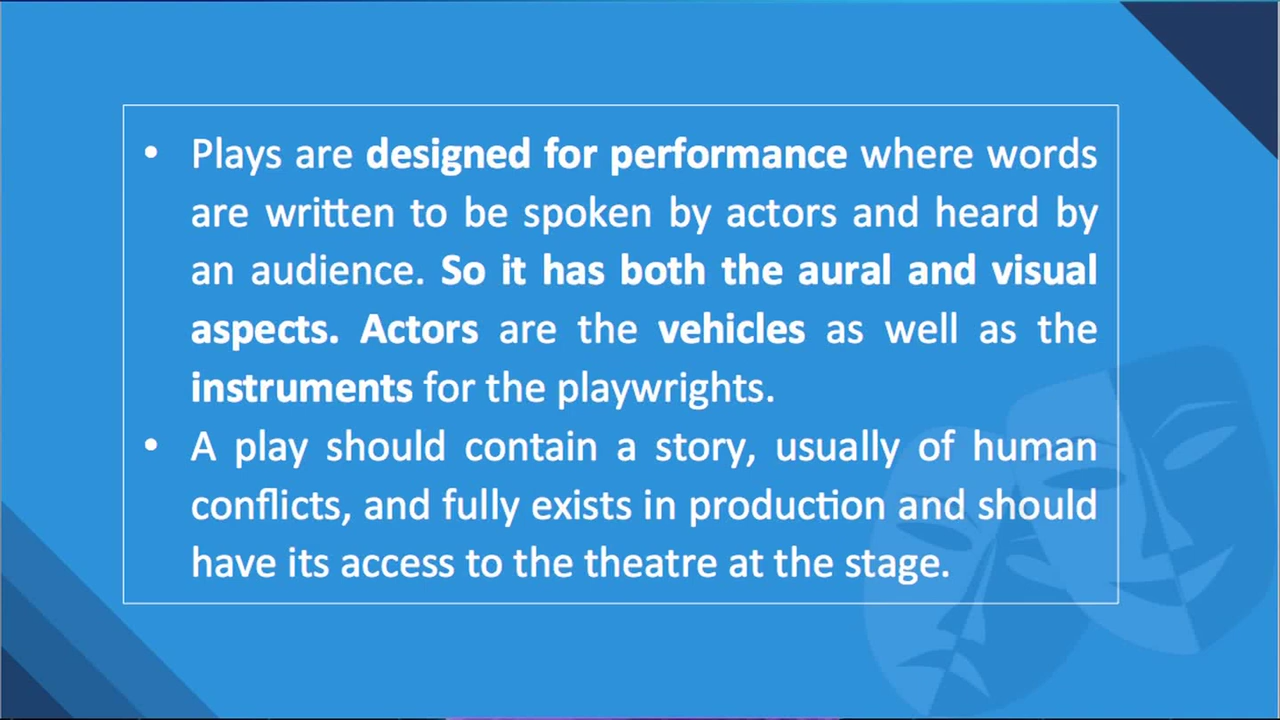 • Plays are designed for performance where words
are written to be spoken by actors and heard by
an audience. So it has both the aural and visual
aspects. Actors are the vehicles as well as the
instruments for the playwrights.
• A play should contain a story, usually of human
conflicts, and fully exists in production and should
have its access to the theatre at the stage.